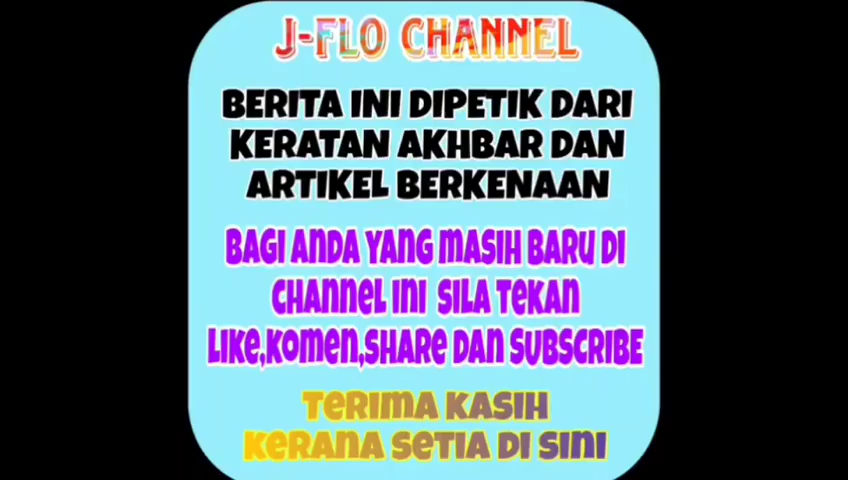 J-FLO CHANNEL
BERITA INI DIPETIK DARI
KERATAN AKHBAR DAN
ARTIKEL BERKENAAN
BAGI ANDA YANG MASIH BARU DI
CHANNEL INI SILA TEKAN
LIKE,KOMEN,SHARE DAN SUBSCRIBE
TERIMA KASIH
KERANA SETIA DI SINI